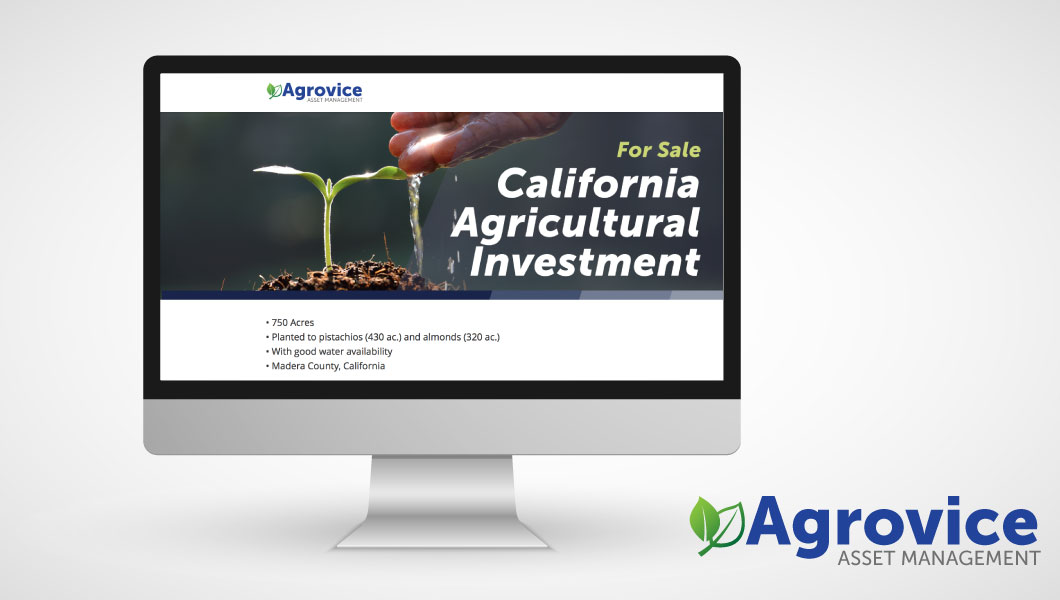 Agrovice
ASSET MANAGEMENT
For Sale
California
Agricultural
Investment
• 750 Acres
• Planted to pistachios (430 ac.) and almonds (320 ac.)
• With good water availability
• Madera County, California
Agrovice
ASSET MANAGEMENT